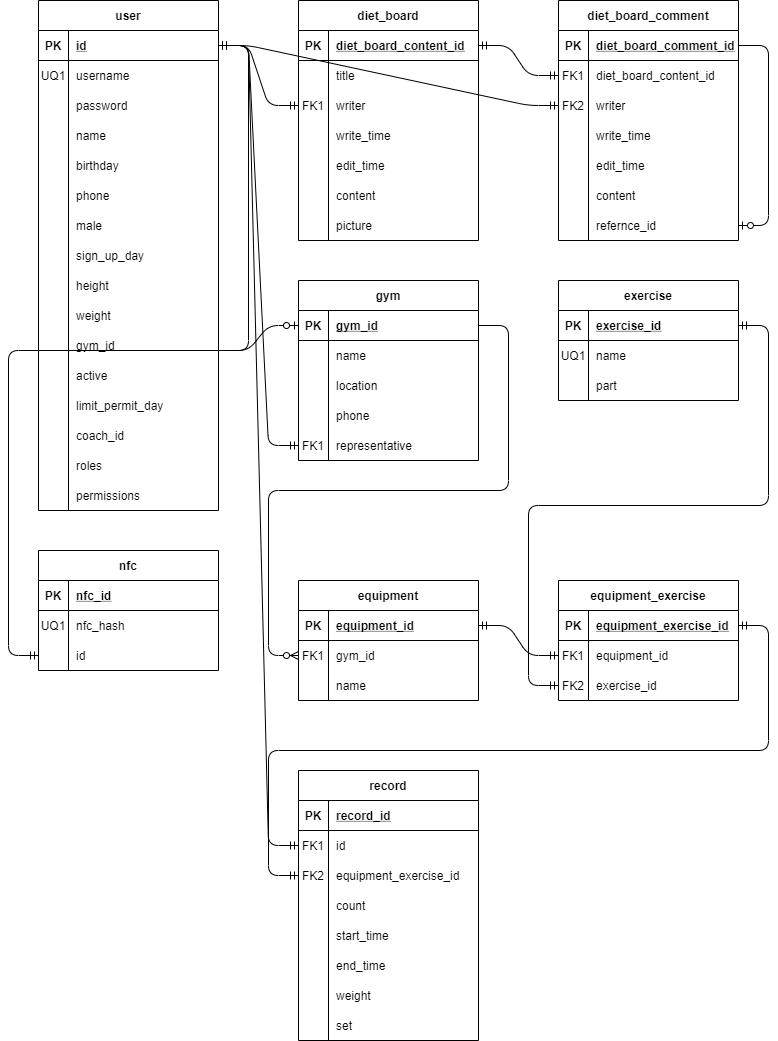 user
PK id
UQ1 username
password
name
birthday
phone
male
sign_up_day
height
weight
gym_id
active
limit_permit_day
coach_id
roles
permissions
diet_board
PK diet_board_content_id
title
FK1 writer
write_time
edit_time
content
picture
diet_board_comment
PK diet_board_comment_id
FK1 diet_board_content_id
FK2 writer
write_time
edit_time
content
refernce_id
gym
PK gym_id
name
location
phone
FK1 representative
exercise
PK exercise_id
UQ1 name
part
nfc
PK nfc_id
UQ1 nfc_hash
id
equipment
PK equipment_id
FK1 gym_id
name
equipment_exercise
PK equipment_exercise_id
FK1 equipment_id
FK2 exercise_id
record
PK record_id
FK1 id
FK2 equipment_exercise_id
count
start_time
end_time
weight
set